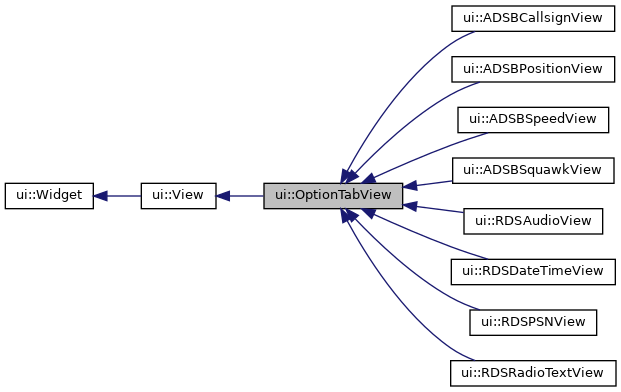 ui::ADSBCallsignView
ui::ADSBPositionView
ui::ADSBSpeedView
ui::ADSBSquawkView
ui::Widget
ui::View
ui::OptionTabView
ui::RDSAudioView
ui::RDSDateTimeView
ui::RDSPSNView
ui::RDSRadioTextView